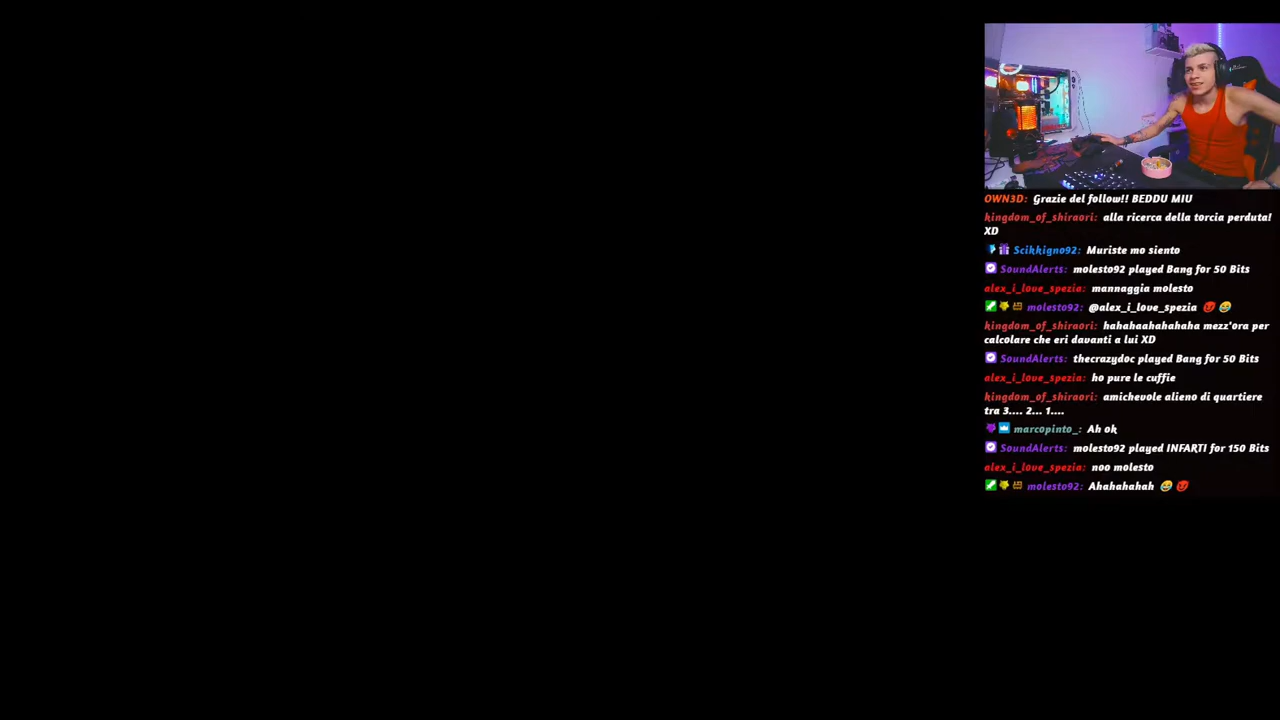 OWN3D: Grazie del follow!! BEDDU MIU
kingdom_of_shiraori: alla ricerca della torcia perduta!
XD
Scikkigno92: Muriste mo siento
SoundAlerts: molesto92 played Bang for 50 Bits
alex_i_love_spezia: mannaggia molesto
molesto92: @alex_i_love_spezia 👿 😂
kingdom_of_shiraori: hahahaahahahaha mezz'ora per
calcolare che eri davanti a lui XD
SoundAlerts: thecrazydoc played Bang for 50 Bits
alex_i_love_spezia: ho pure le cuffie
kingdom_of_shiraori: amichevole alieno di quartiere
tra 3.... 2... 1....
marcopinto_: Ah ok
SoundAlerts: molesto92 played INFARTI for 150 Bits
alex_i_love_spezia: noo molesto
molesto92: Ahahahahah 😂 👿